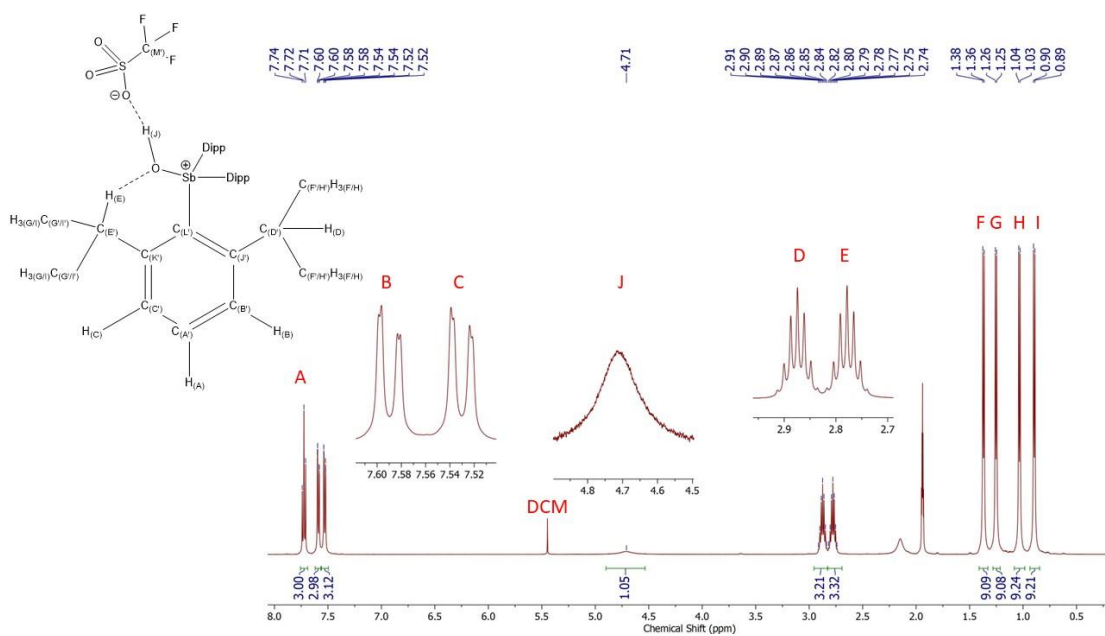 F
F
O
C(M')
F
S
O
⊖O
H(J)
Dipp
O
⊕
Sb
Dipp
H(E)
C(F'/H')H3(F/H)
H3(G/I)C(G'/I')
C(E')
C(L')
C(D')
H(D)
C(K')
C(J')
H3(G/I)C(G'/I')
C(F'/H')H3(F/H)
C(C')
C(B')
H(C)
C(A')
H(B)
H(A)
7.74
7.72
7.71
7.60
7.60
7.58
7.58
7.54
7.54
7.52
7.52
4.71
2.91
2.90
2.89
2.87
2.86
2.85
2.84
2.82
2.80
2.79
2.78
2.77
2.75
2.74
1.38
1.36
1.26
1.25
1.04
1.03
0.90
0.89
A
B
C
J
D
E
F
G
H
I
7.60 7.58 7.56 7.54 7.52
4.8 4.7 4.6 4.5
2.9 2.8 2.7
DCM
3.00
2.98
3.12
1.05
3.21
3.32
9.09
9.08
9.24
9.21
8.0 7.5 7.0 6.5 6.0 5.5 5.0 4.5 4.0 3.5 3.0 2.5 2.0 1.5 1.0 0.5
Chemical Shift (ppm)